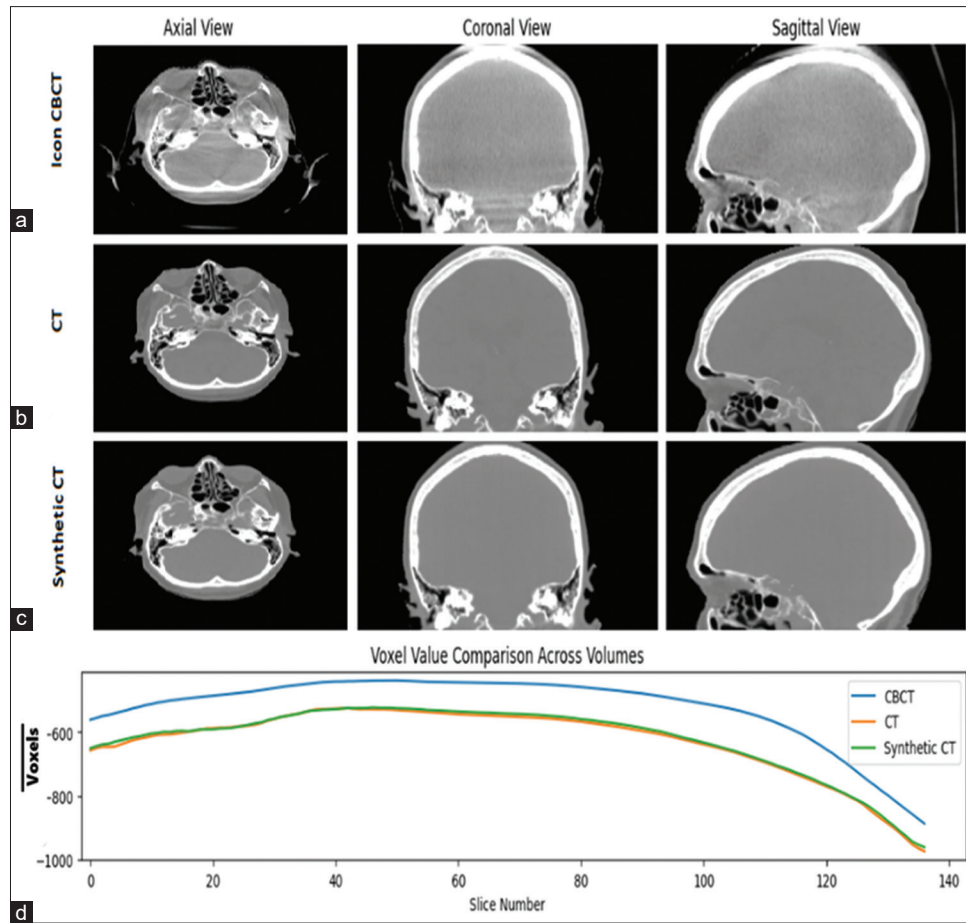 Axial View Coronal View Sagittal View
Icon CBCT
a
CT
b
Synthetic CT
c
Voxel Value Comparison Across Volumes
CBCT
CT
Synthetic CT
Voxels
-600
-800
-1000
0 20 40 60 80 100 120 140
Slice Number
d